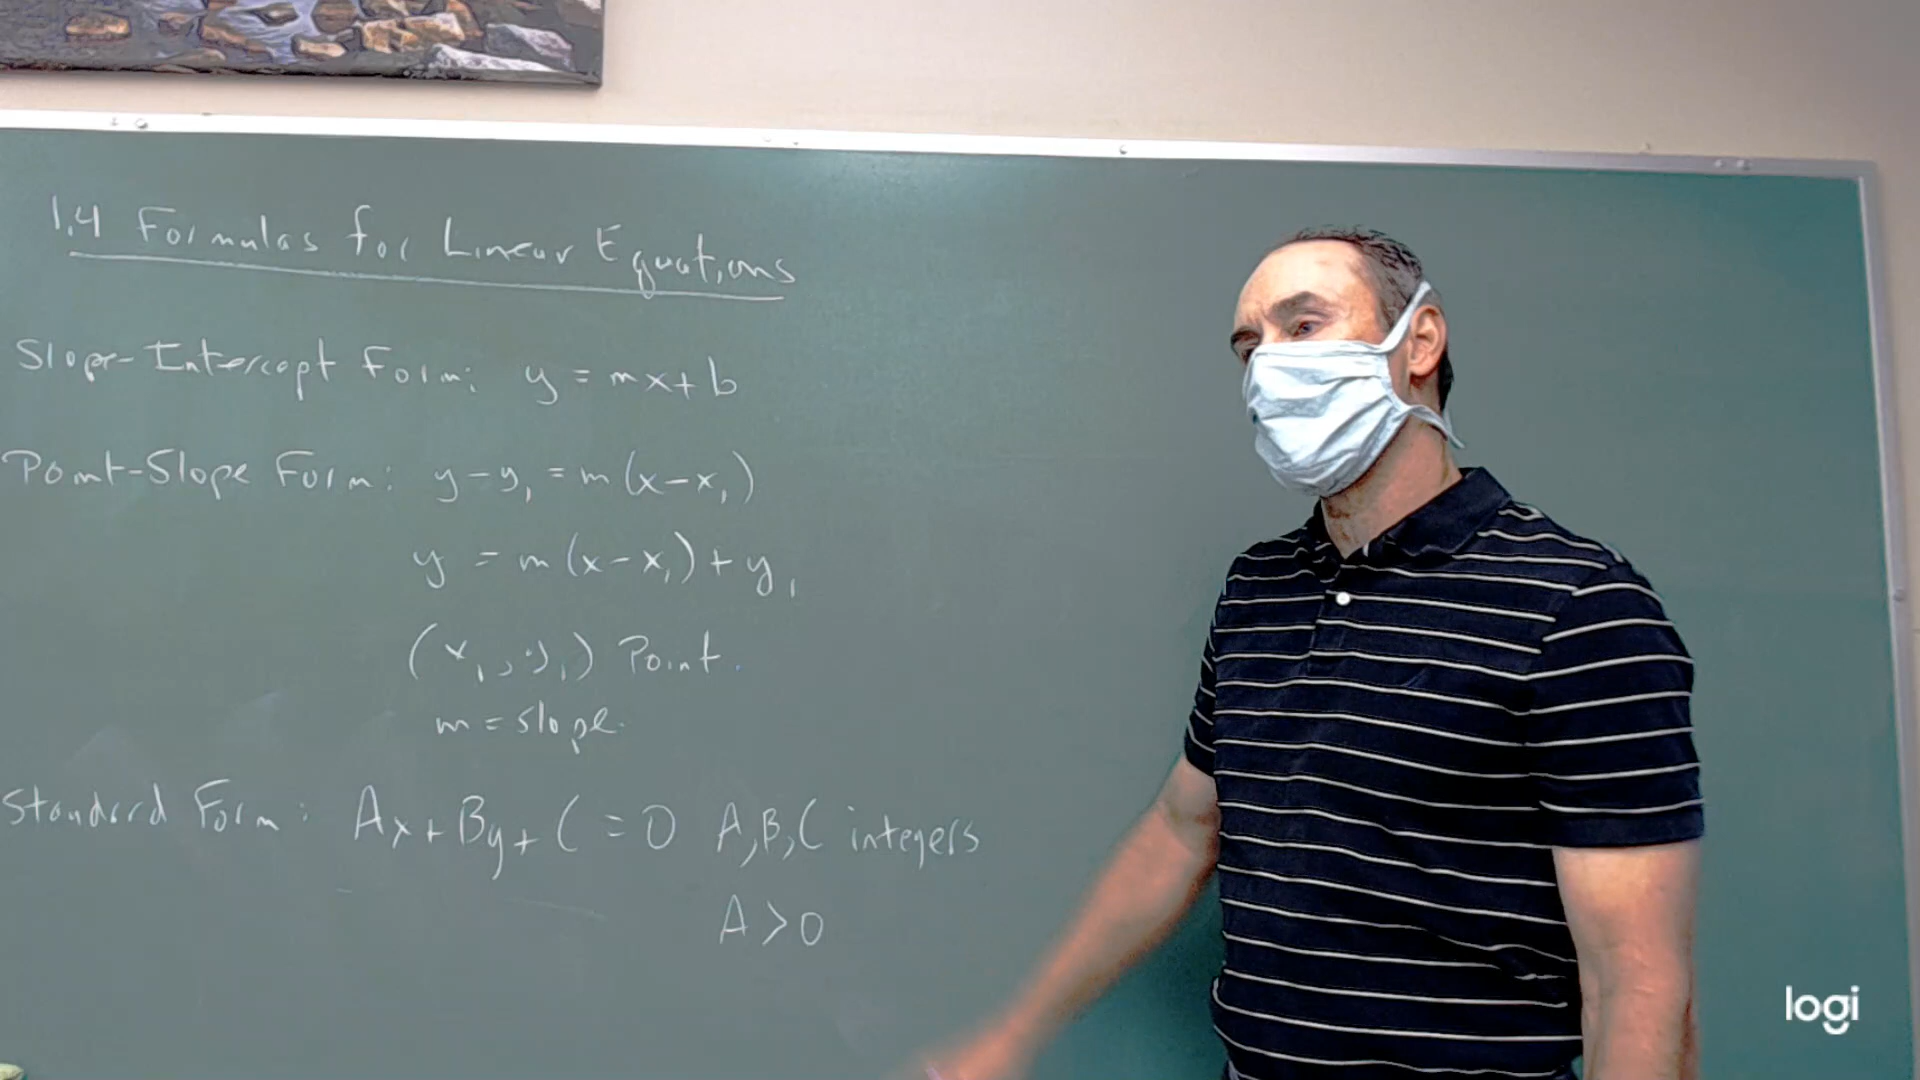 1.4 Formulas for Linear Equations
Slope-Intercept Form: y = mx + b
Point-Slope Form: y - y₁ = m(x - x₁)
y = m(x - x₁) + y₁
(x₁, y₁) Point.
m = slope.
Standard Form: Ax + By + C = 0 A, B, C integers
A > 0
logi